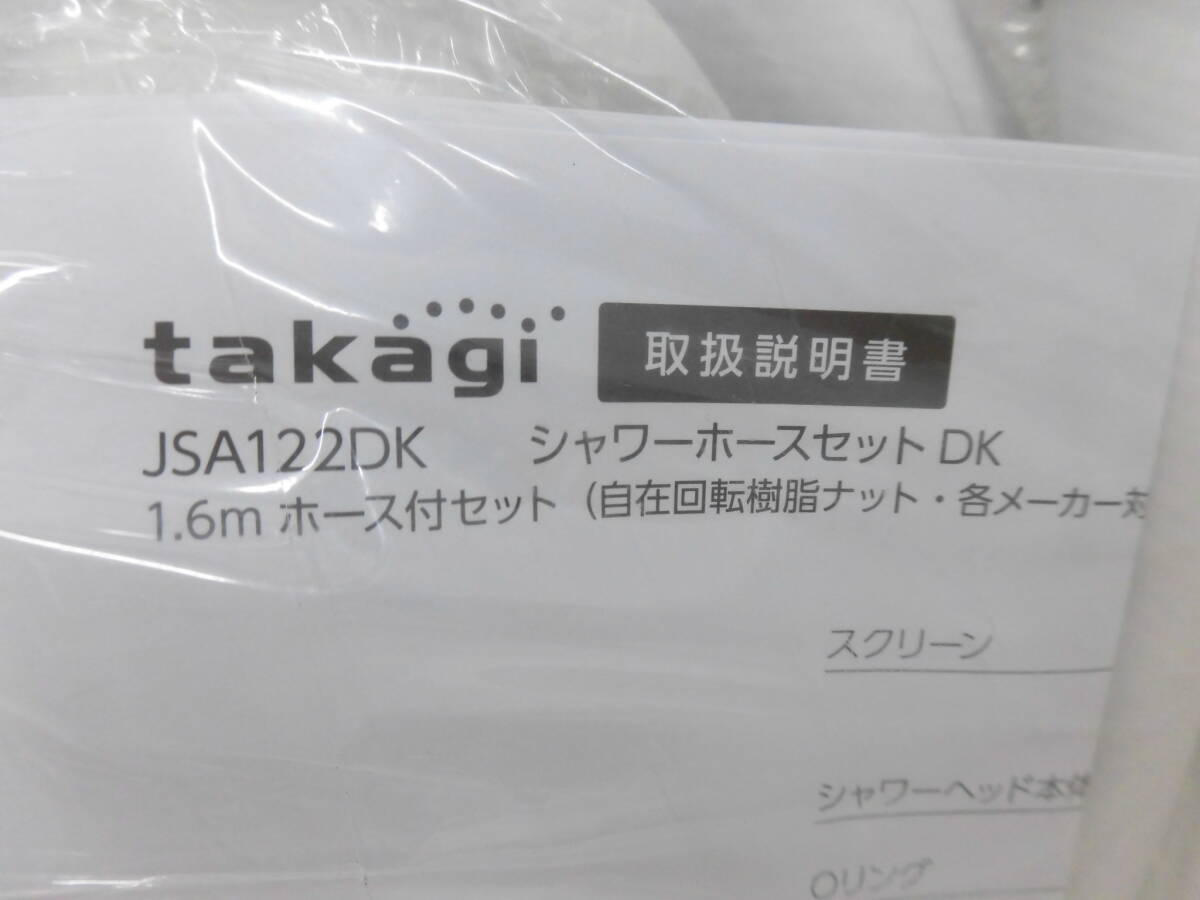 takagi 取扱説明書
JSA122DK シャワーホースセット DK
1.6m ホース付セット（自在回転樹脂ナット・各メーカー対
スクリーン
シャワーヘッド本体
Oリング